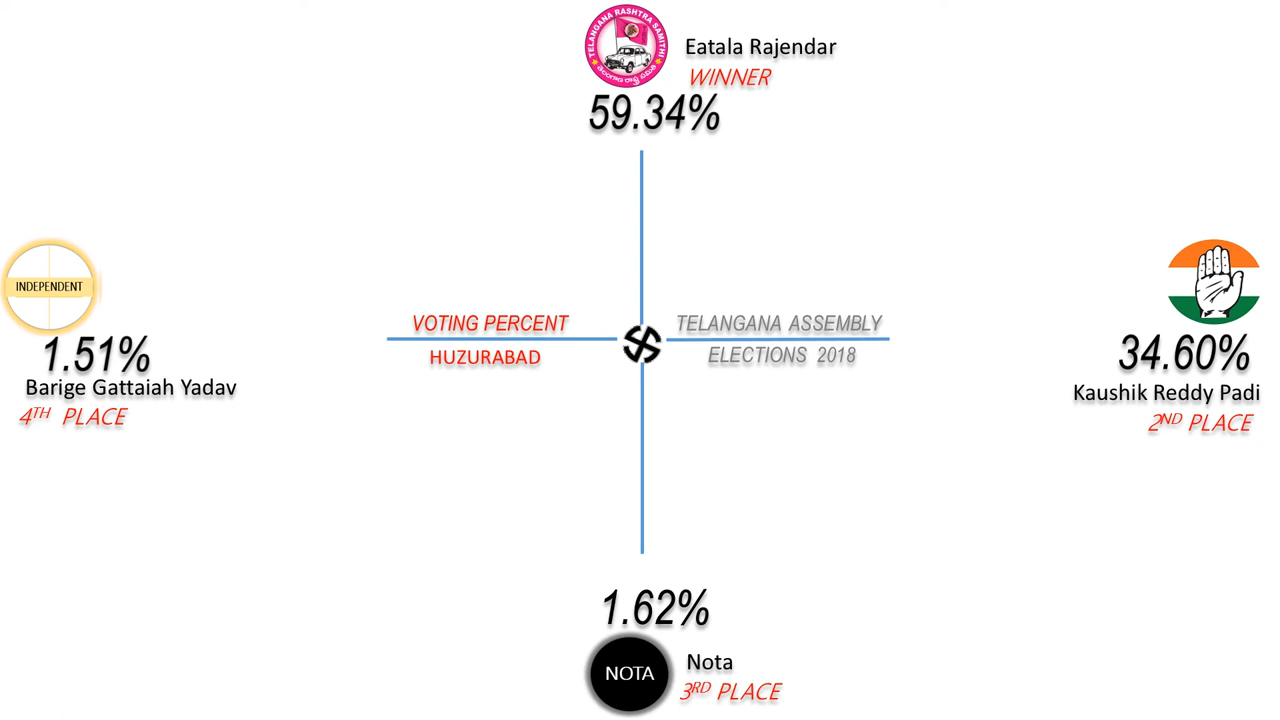 TELANGANA RASHTRA SAMITHI
తెలంగాణ రాష్ట్ర సమితి
Eatala Rajendar
WINNER
59.34%
INDEPENDENT
1.51%
Barige Gattaiah Yadav
4TH PLACE
VOTING PERCENT
HUZURABAD
TELANGANA ASSEMBLY
ELECTIONS 2018
34.60%
Kaushik Reddy Padi
2ND PLACE
1.62%
NOTA
Nota
3RD PLACE